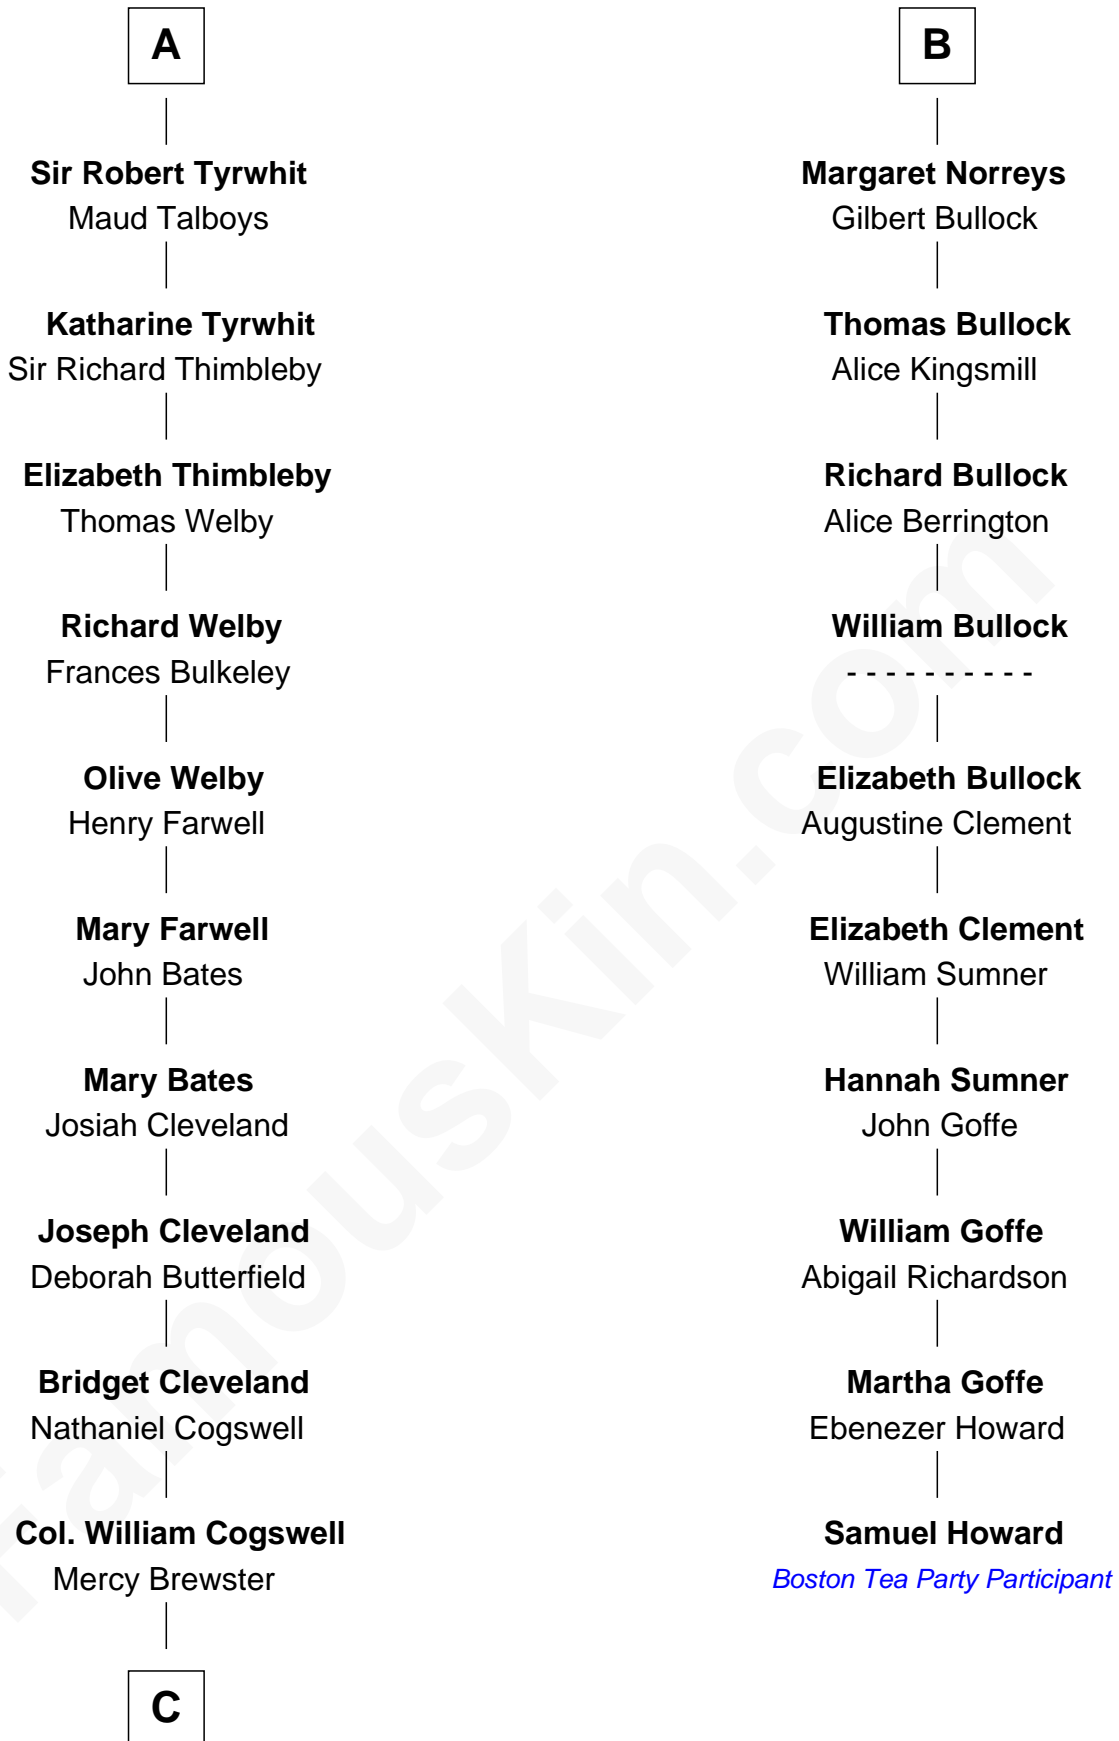 A
Sir Robert Tyrwhit
Maud Talboys
Katharine Tyrwhit
Sir Richard Thimbleby
Elizabeth Thimbleby
Thomas Welby
Richard Welby
Frances Bulkeley
Olive Welby
Henry Farwell
Mary Farwell
John Bates
Mary Bates
Josiah Cleveland
Joseph Cleveland
Deborah Butterfield
Bridget Cleveland
Nathaniel Cogswell
Col. William Cogswell
Mercy Brewster
C
B
Margaret Norreys
Gilbert Bullock
Thomas Bullock
Alice Kingsmill
Richard Bullock
Alice Berrington
William Bullock
- - - - - - - - - -
Elizabeth Bullock
Augustine Clement
Elizabeth Clement
William Sumner
Hannah Sumner
John Goffe
William Goffe
Abigail Richardson
Martha Goffe
Ebenezer Howard
Samuel Howard
Boston Tea Party Participant
FamousKin.com